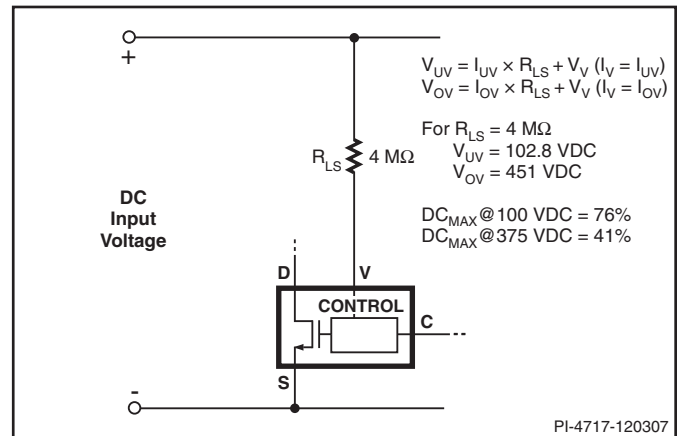 +
V_UV = I_UV × R_LS + V_V (I_V = I_UV)
V_OV = I_OV × R_LS + V_V (I_V = I_OV)
For R_LS = 4 MΩ
V_UV = 102.8 VDC
V_OV = 451 VDC
DC_MAX@100 VDC = 76%
DC_MAX@375 VDC = 41%
R_LS 4 MΩ
DC
Input
Voltage
D V
CONTROL
C
S
-
PI-4717-120307